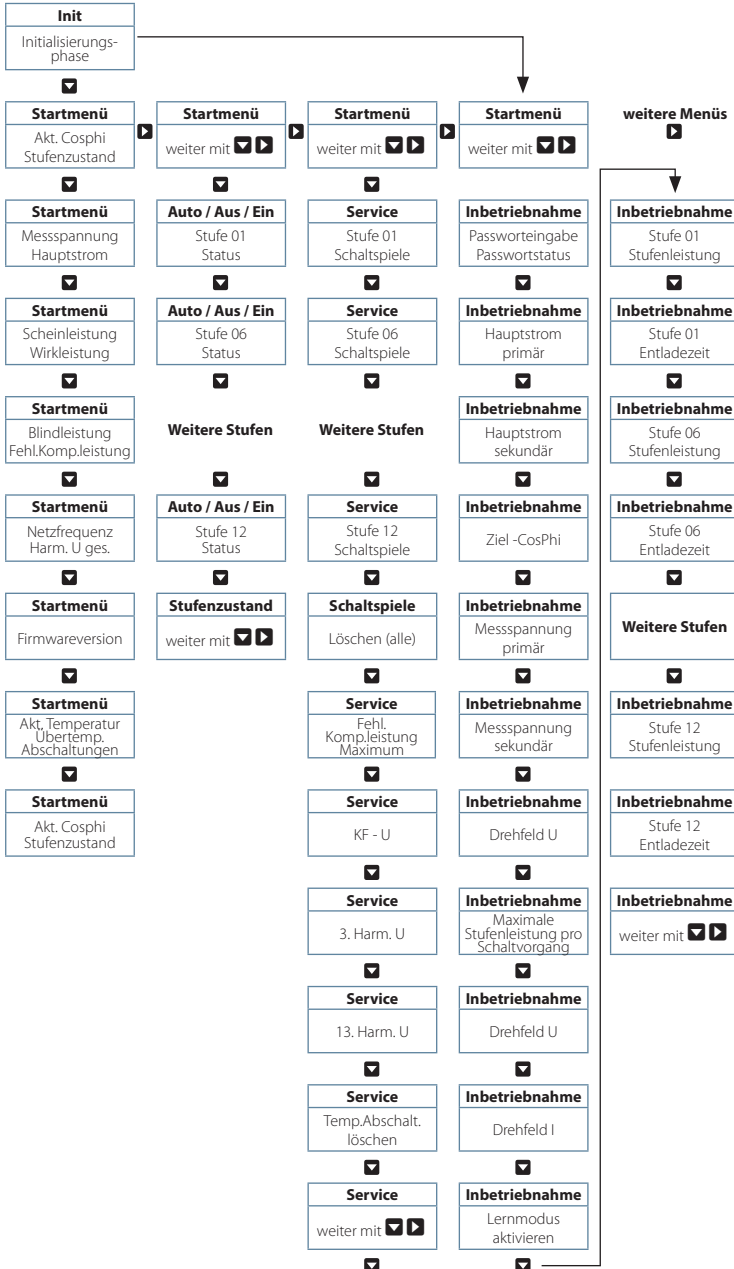 Init
Initialisierungs-
phase
Startmenü
Akt. Cosphi
Stufenzustand
Startmenü
Messspannung
Hauptstrom
Startmenü
Scheinleistung
Wirkleistung
Startmenü
Blindleistung
Fehl.Komp.leistung
Startmenü
Netzfrequenz
Harm. U ges.
Startmenü
Firmwareversion
Startmenü
Akt. Temperatur
Übertemp.
Abschaltungen
Startmenü
Akt. Cosphi
Stufenzustand
Startmenü
weiter mit
Auto / Aus / Ein
Stufe 01
Status
Auto / Aus / Ein
Stufe 06
Status
Weitere Stufen
Auto / Aus / Ein
Stufe 12
Status
Stufenzustand
weiter mit
Startmenü
weiter mit
Service
Stufe 01
Schaltspiele
Service
Stufe 06
Schaltspiele
Weitere Stufen
Service
Stufe 12
Schaltspiele
Schaltspiele
Löschen (alle)
Service
Fehl.
Komp.leistung
Maximum
Service
KF - U
Service
3. Harm. U
Service
13. Harm. U
Service
Temp.Abschalt.
löschen
Service
weiter mit
Startmenü
weiter mit
Inbetriebnahme
Passworteingabe
Passwortstatus
Inbetriebnahme
Hauptstrom
primär
Inbetriebnahme
Hauptstrom
sekundär
Inbetriebnahme
Ziel -CosPhi
Inbetriebnahme
Messspannung
primär
Inbetriebnahme
Messspannung
sekundär
Inbetriebnahme
Drehfeld U
Inbetriebnahme
Maximale
Stufenleistung pro
Schaltvorgang
Inbetriebnahme
Drehfeld U
Inbetriebnahme
Drehfeld I
Inbetriebnahme
Lernmodus
aktivieren
weitere Menüs
Inbetriebnahme
Stufe 01
Stufenleistung
Inbetriebnahme
Stufe 01
Entladezeit
Inbetriebnahme
Stufe 06
Stufenleistung
Inbetriebnahme
Stufe 06
Entladezeit
Weitere Stufen
Inbetriebnahme
Stufe 12
Stufenleistung
Inbetriebnahme
Stufe 12
Entladezeit
Inbetriebnahme
weiter mit